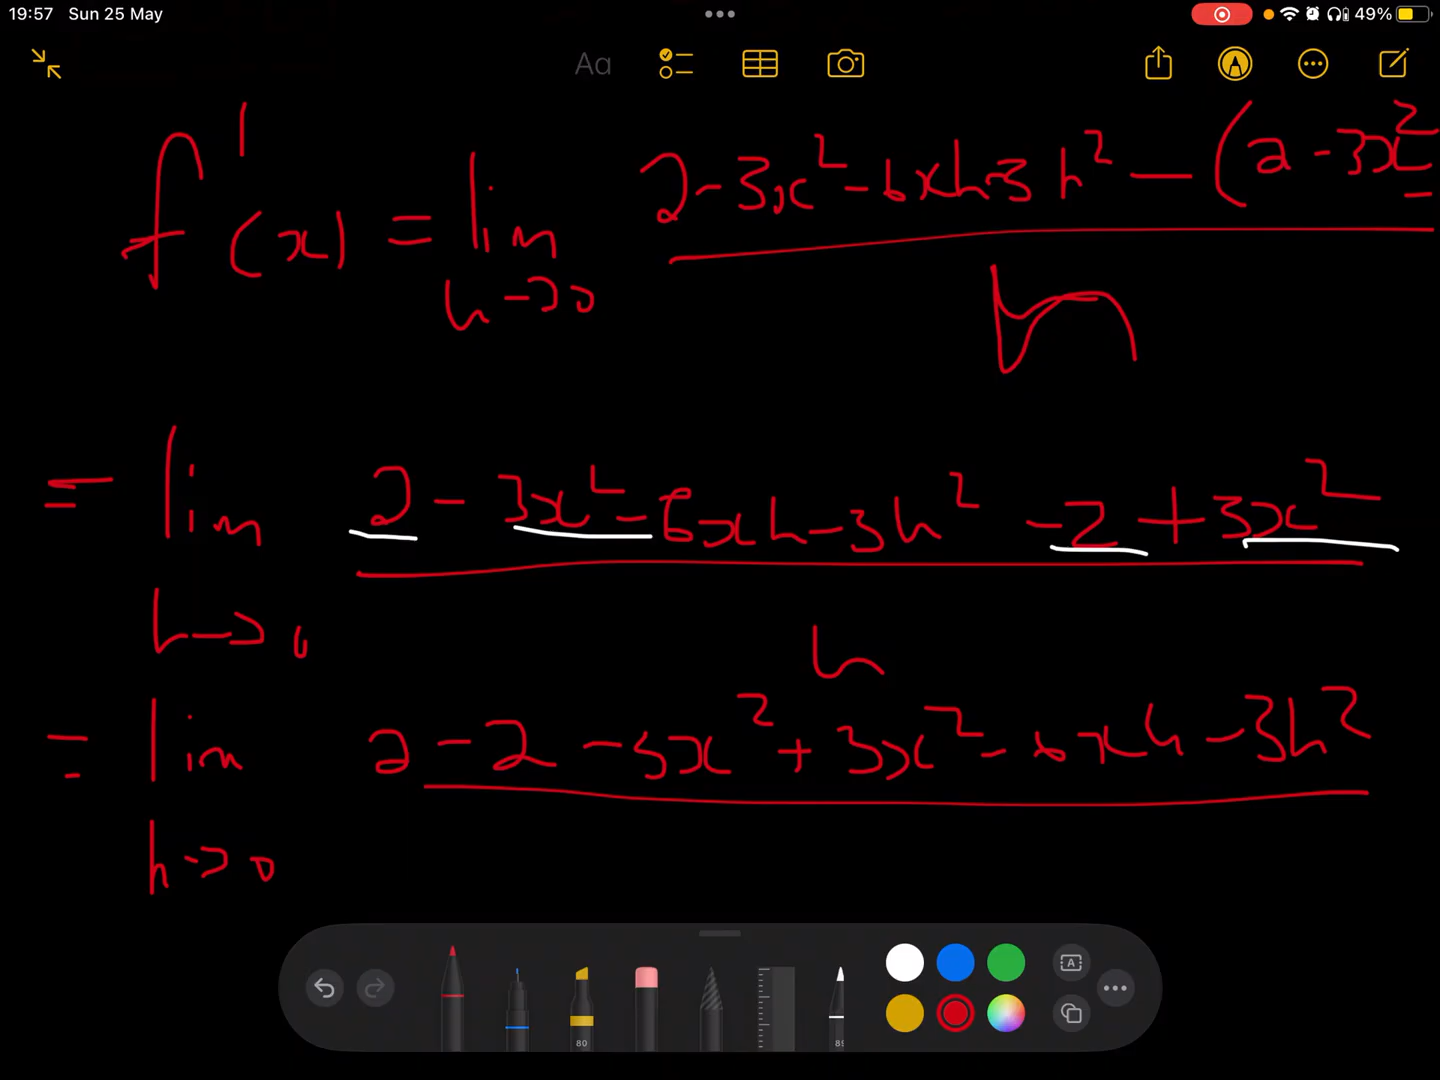 19:57 Sun 25 May 49%
Aa
f'(x) = lim 2-3x²-6xh-3h² - (2-3x²
h->0 h
= lim 2 - 3x² - 6xh - 3h² - 2 + 3x²
h->0 h
= lim 2 - 2 - 3x² + 3x² - 6xh - 3h²
h->0
A
80 89